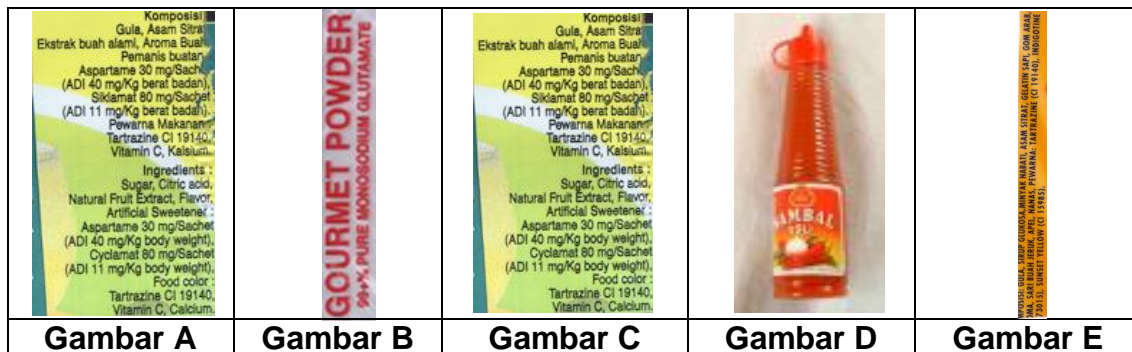 Komposisi
Gula, Asam Sitra
Ekstrak buah alami, Aroma Bua
Pemanis buatan
Aspartame 30 mg/Sach
(ADI 40 mg/Kg berat badan),
Siklamat 80 mg/Sachet
(ADI 11 mg/Kg berat badan).
Pewarna Makanan :
Tartrazine CI 19140,
Vitamin C, Kalsium.
Ingredients :
Sugar, Citric acid,
Natural Fruit Extract, Flavor,
Artificial Sweetener :
Aspartame 30 mg/Sachet
(ADI 40 mg/Kg body weight),
Cyclamat 80 mg/Sachet
(ADI 11 mg/Kg body weight),
Food color :
Tartrazine CI 19140,
Vitamin C, Calcium.
GOURMET POWDER
99+% PURE MONOSODIUM GLUTAMATE
Komposisi
Gula, Asam Sitra
Ekstrak buah alami, Aroma Bua
Pemanis buatan
Aspartame 30 mg/Sach
(ADI 40 mg/Kg berat badan),
Siklamat 80 mg/Sachet
(ADI 11 mg/Kg berat badan).
Pewarna Makanan :
Tartrazine CI 19140,
Vitamin C, Kalsium.
Ingredients :
Sugar, Citric acid,
Natural Fruit Extract, Flavor,
Artificial Sweetener :
Aspartame 30 mg/Sachet
(ADI 40 mg/Kg body weight),
Cyclamat 80 mg/Sachet
(ADI 11 mg/Kg body weight),
Food color :
Tartrazine CI 19140,
Vitamin C, Calcium.
SAMBAL
MPOSISI: GULA, SIRUP GLUKOSA,MINYAK NABATI, ASAM SITRAT, GELATIN SAPI, GOM ARAB,
OMA, SARI BUAH JERUK, APEL, NANAS, PEWARNA: TARTRAZINE (CI 19140), INDIGOTINE
73015), SUNSET YELLOW (CI 15985).
Gambar A
Gambar B
Gambar C
Gambar D
Gambar E